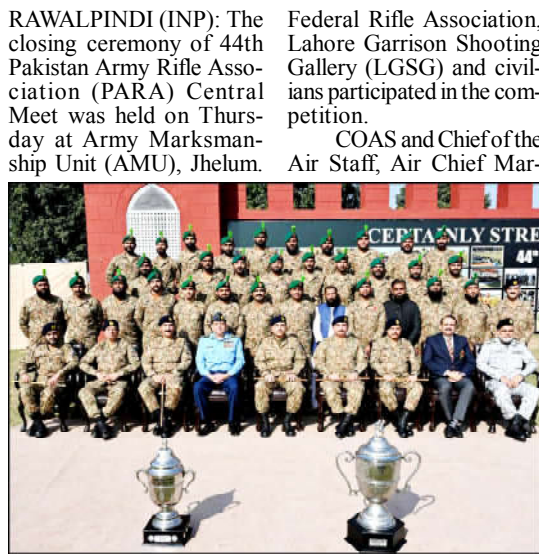 RAWALPINDI (INP): The
closing ceremony of 44th
Pakistan Army Rifle Asso-
ciation (PARA) Central
Meet was held on Thurs-
day at Army Marksman-
ship Unit (AMU), Jhelum.
Federal Rifle Association,
Lahore Garrison Shooting
Gallery (LGSG) and civil-
ians participated in the com-
petition.
COAS and Chief of the
Air Staff, Air Chief Mar-
CERTAINLY STRE
44